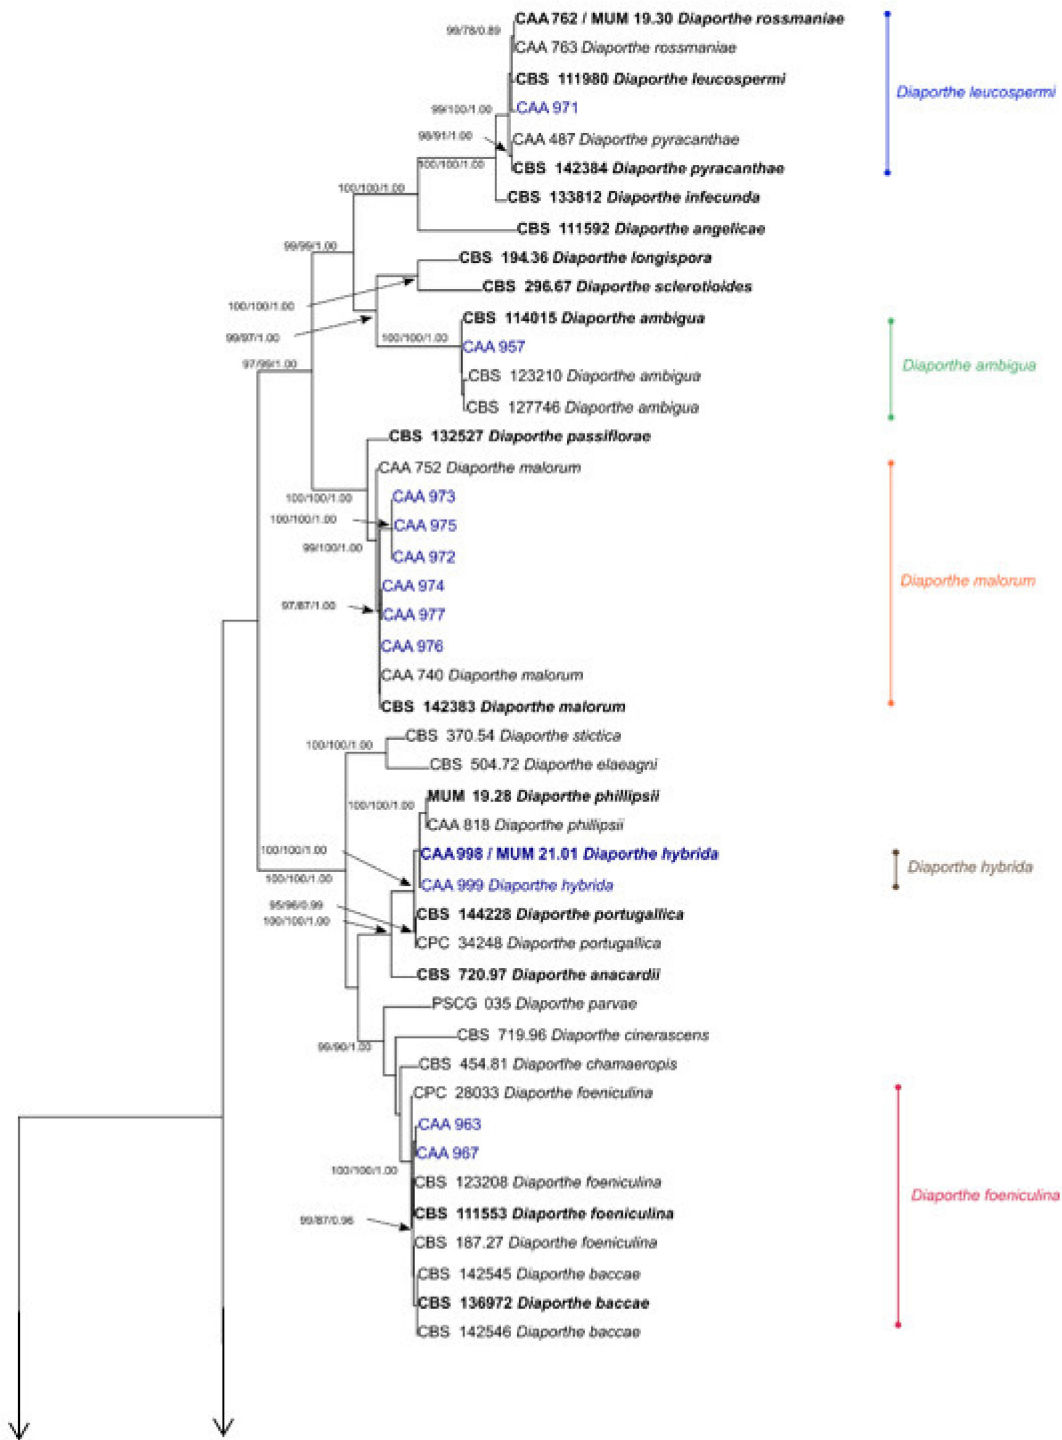 CAA 762 / MUM 19.30 Diaporthe rossmaniae
99/78/0.89
CAA 763 Diaporthe rossmaniae
CBS 111980 Diaporthe leucospermi
Diaporthe leucospermi
99/100/1.00
CAA 971
98/91/1.00
CAA 487 Diaporthe pyracanthae
100/100/1.00
CBS 142384 Diaporthe pyracanthae
100/100/1.00
CBS 133812 Diaporthe infecunda
CBS 111592 Diaporthe angelicae
99/99/1.00
CBS 194.36 Diaporthe longispora
CBS 296.67 Diaporthe sclerotioides
100/100/1.00
CBS 114015 Diaporthe ambigua
99/97/1.00
100/100/1.00
CAA 957
97/99/1.00
Diaporthe ambigua
CBS 123210 Diaporthe ambigua
CBS 127746 Diaporthe ambigua
CBS 132527 Diaporthe passiflorae
CAA 752 Diaporthe malorum
100/100/1.00
CAA 973
100/100/1.00
CAA 975
99/100/1.00
CAA 972
Diaporthe malorum
CAA 974
97/87/1.00
CAA 977
CAA 976
CAA 740 Diaporthe malorum
CBS 142383 Diaporthe malorum
CBS 370.54 Diaporthe stictica
100/100/1.00
CBS 504.72 Diaporthe elaeagni
MUM 19.28 Diaporthe phillipsii
100/100/1.00
CAA 818 Diaporthe phillipsii
100/100/1.00
CAA 998 / MUM 21.01 Diaporthe hybrida
Diaporthe hybrida
100/100/1.00
CAA 999 Diaporthe hybrida
95/96/0.99
CBS 144228 Diaporthe portugallica
100/100/1.00
CPC 34248 Diaporthe portugallica
CBS 720.97 Diaporthe anacardii
PSCG 035 Diaporthe parvae
CBS 719.96 Diaporthe cinerascens
99/90/1.00
CBS 454.81 Diaporthe chamaeropis
CPC 28033 Diaporthe foeniculina
CAA 963
CAA 967
100/100/1.00
CBS 123208 Diaporthe foeniculina
Diaporthe foeniculina
CBS 111553 Diaporthe foeniculina
99/87/0.96
CBS 187.27 Diaporthe foeniculina
CBS 142545 Diaporthe baccae
CBS 136972 Diaporthe baccae
CBS 142546 Diaporthe baccae